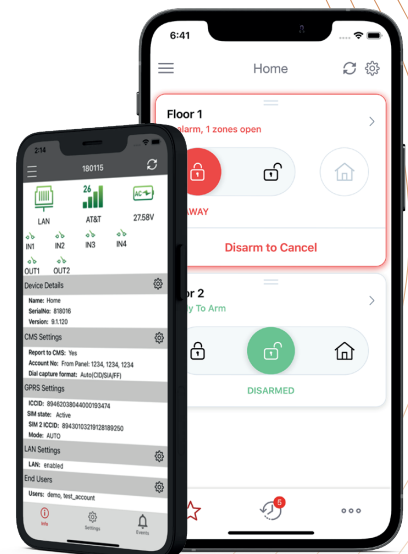 6:41
Home
Floor 1
alarm, 1 zones open
AWAY
Disarm to Cancel
2
To Arm
DISARMED
5
2:14
180115
26
AC
LAN
AT&T
27.58V
IN1 IN2 IN3 IN4
OUT1 OUT2
Device Details
Name: Home
SerialNo: 818016
Version: 9.1.120
CMS Settings
Report to CMS: Yes
Account No: From Panel: 1234, 1234, 1234
Dial capture format: Auto(CID/SIA/FF)
GPRS Settings
ICCID: 89462038044000193474
SIM state: Active
SIM 2 ICCID: 89430103219128189250
Mode: AUTO
LAN Settings
LAN: enabled
End Users
Users: demo, test_account
Info
Settings
Events